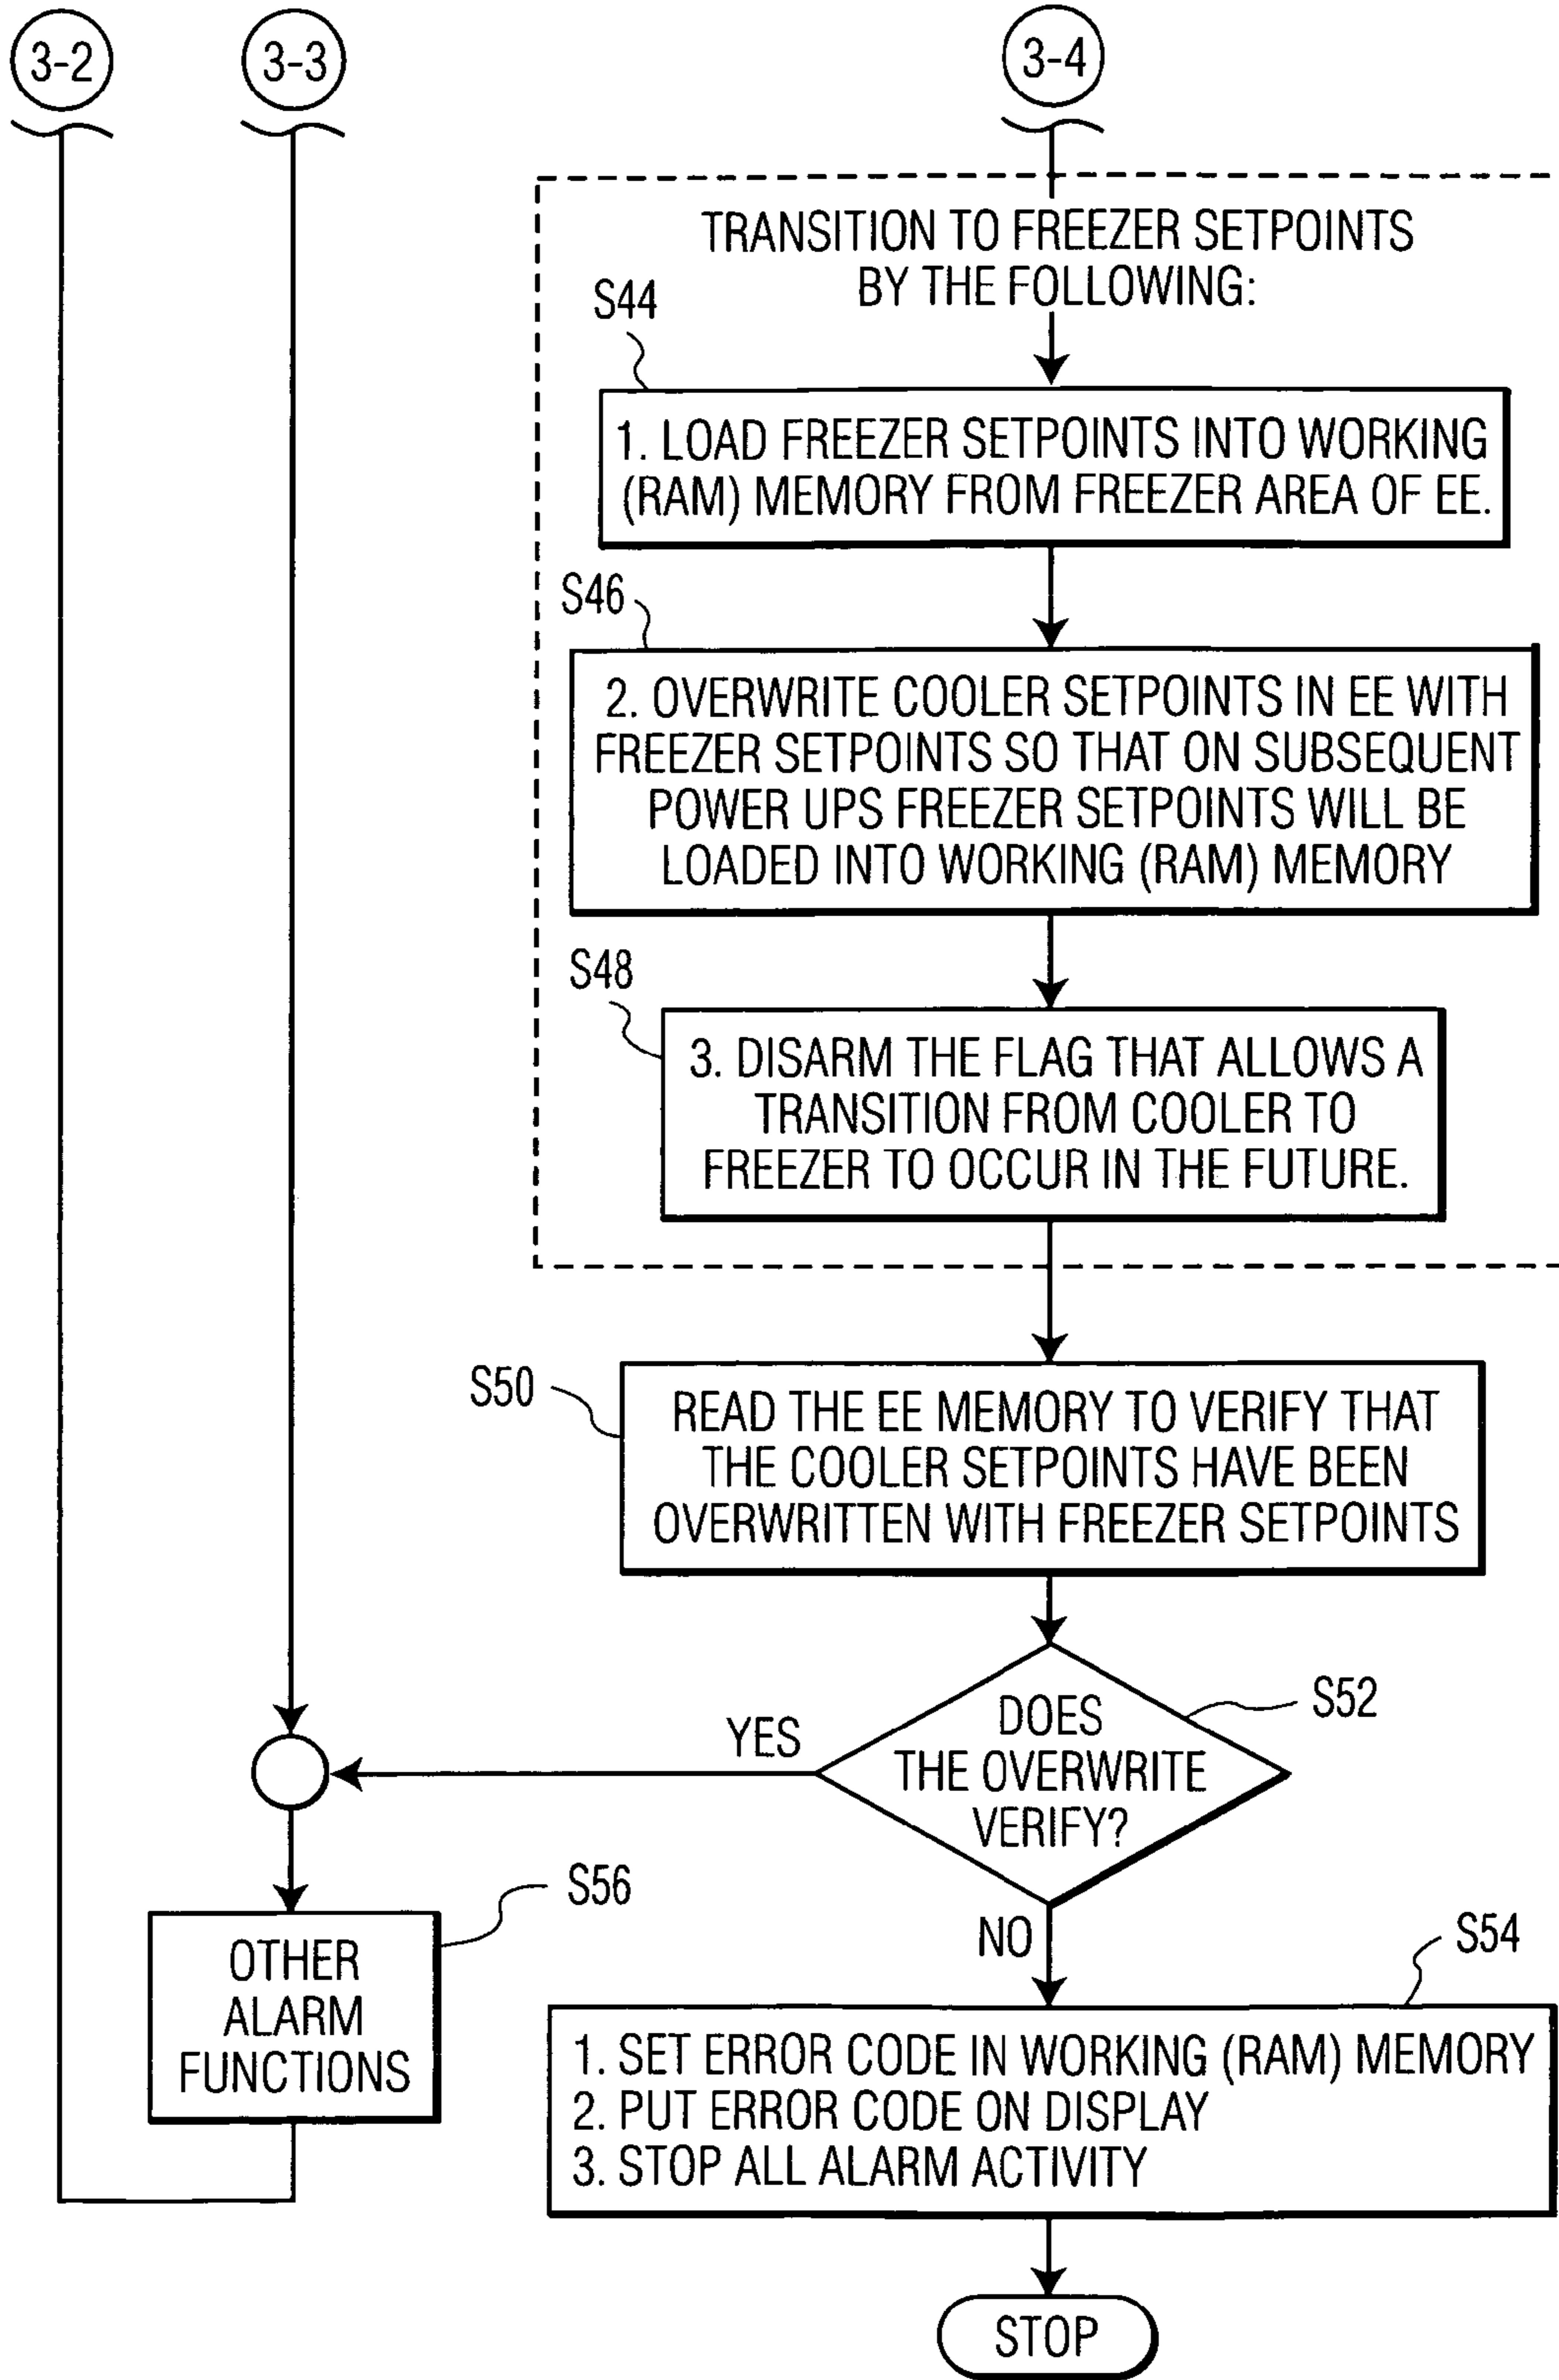 3-2
3-3
3-4
TRANSITION TO FREEZER SETPOINTS
BY THE FOLLOWING:
S44
1. LOAD FREEZER SETPOINTS INTO WORKING
(RAM) MEMORY FROM FREEZER AREA OF EE.
S46
2. OVERWRITE COOLER SETPOINTS IN EE WITH
FREEZER SETPOINTS SO THAT ON SUBSEQUENT
POWER UPS FREEZER SETPOINTS WILL BE
LOADED INTO WORKING (RAM) MEMORY
S48
3. DISARM THE FLAG THAT ALLOWS A
TRANSITION FROM COOLER TO
FREEZER TO OCCUR IN THE FUTURE.
S50
READ THE EE MEMORY TO VERIFY THAT
THE COOLER SETPOINTS HAVE BEEN
OVERWRITTEN WITH FREEZER SETPOINTS
S52
DOES
THE OVERWRITE
VERIFY?
YES
NO
S56
OTHER
ALARM
FUNCTIONS
S54
1. SET ERROR CODE IN WORKING (RAM) MEMORY
2. PUT ERROR CODE ON DISPLAY
3. STOP ALL ALARM ACTIVITY
STOP